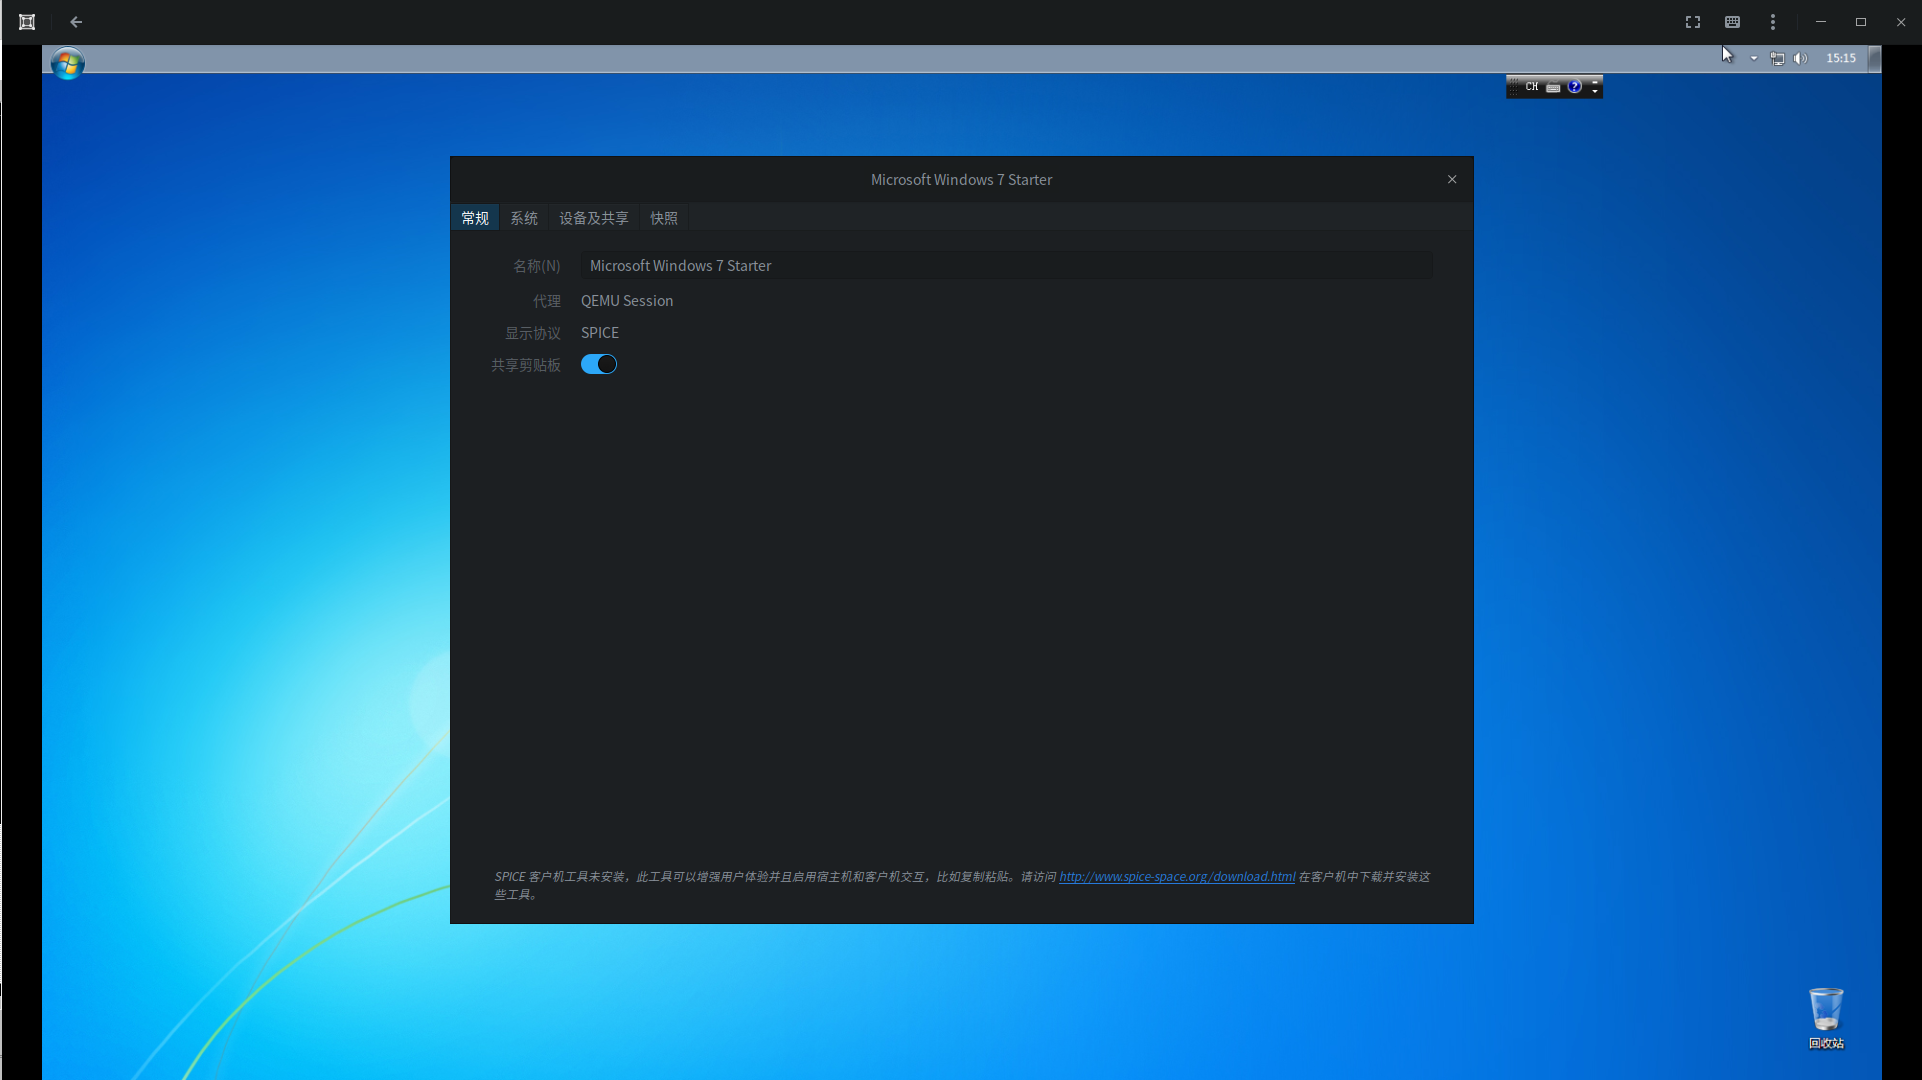 15:15
CH
Microsoft Windows 7 Starter
常规 系统 设备及共享 快照
名称(N) Microsoft Windows 7 Starter
代理 QEMU Session
显示协议 SPICE
共享剪贴板
SPICE 客户机工具未安装，此工具可以增强用户体验并且启用宿主机和客户机交互，比如复制粘贴。请访问 http://www.spice-space.org/download.html 在客户机中下载并安装这
些工具。
回收站